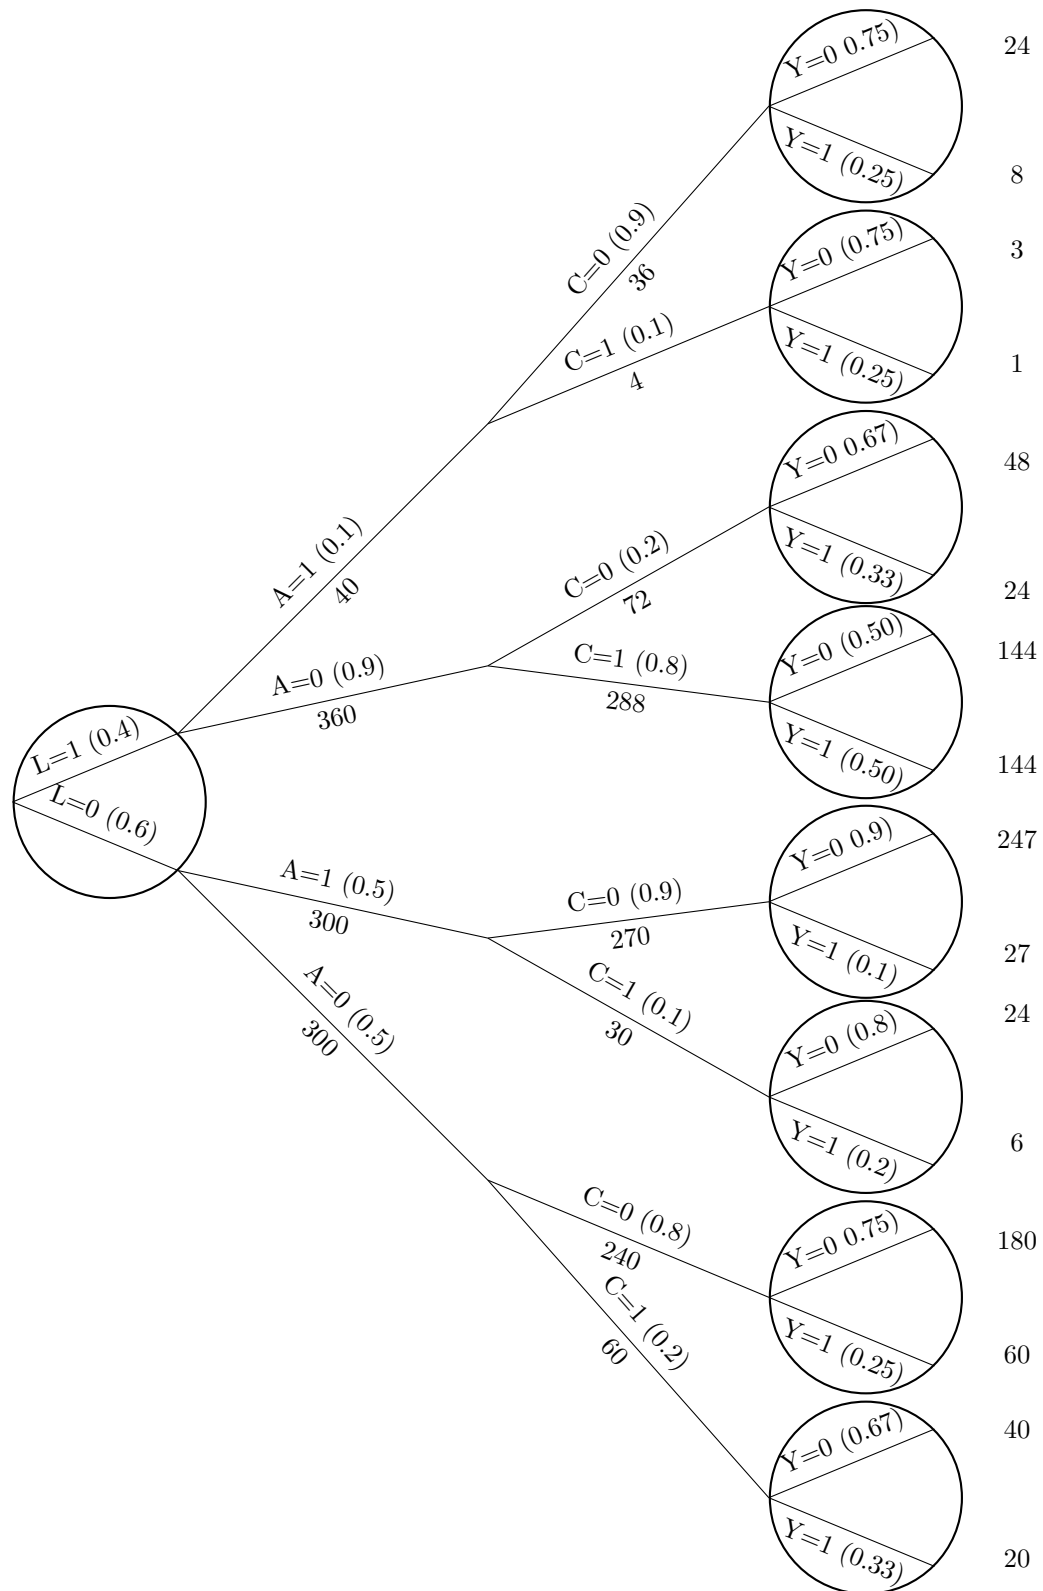 Y=0 0.75)
24
Y=1 (0.25)
8
C=0 (0.9)
36
Y=0 (0.75)
3
C=1 (0.1)
4
Y=1 (0.25)
1
Y=0 0.67)
48
A=1 (0.1)
40
C=0 (0.2)
72
Y=1 (0.33)
24
A=0 (0.9)
360
C=1 (0.8)
288
Y=0 (0.50)
144
Y=1 (0.50)
144
L=1 (0.4)
L=0 (0.6)
Y=0 0.9)
247
A=1 (0.5)
300
C=0 (0.9)
270
Y=1 (0.1)
27
C=1 (0.1)
30
Y=0 (0.8)
24
A=0 (0.5)
300
Y=1 (0.2)
6
C=0 (0.8)
240
Y=0 0.75)
180
C=1 (0.2)
60
Y=1 (0.25)
60
Y=0 (0.67)
40
Y=1 (0.33)
20